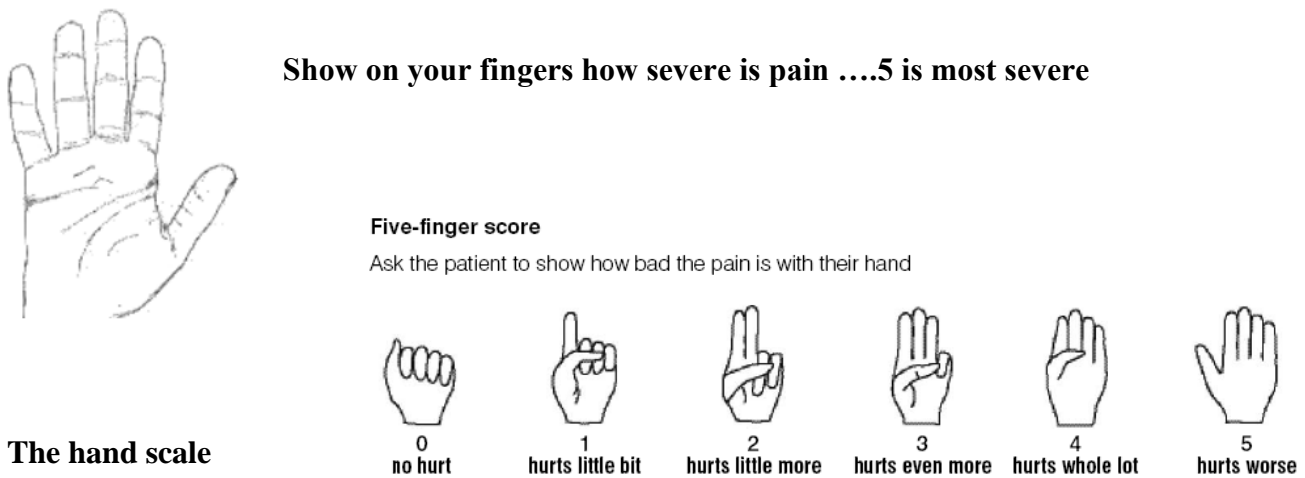 Show on your fingers how severe is pain ….5 is most severe
Five-finger score
Ask the patient to show how bad the pain is with their hand
0 1 2 3 4 5
no hurt hurts little bit hurts little more hurts even more hurts whole lot hurts worse
The hand scale